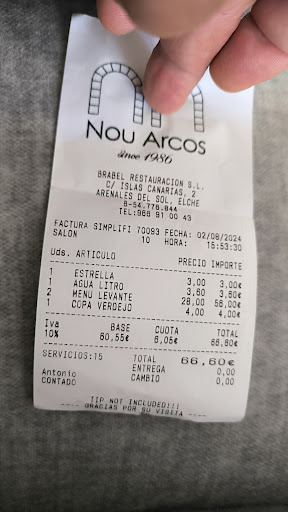 Nou Arcos
since 1986
BRABEL RESTAURACION S.L.
C/ ISLAS CANARIAS, 2
ARENALES DEL SOL, ELCHE
B-54.776.844
TEL:966 91 00 43
FACTURA SIMPLIFI 70093 FECHA: 02/08/2024
SALON 10 HORA: 15:53:30
Uds. ARTICULO PRECIO IMPORTE
1 ESTRELLA 3,00 3,00€
1 AGUA LITRO 3,60 3,60€
2 MENU LEVANTE 28,00 56,00€
1 COPA VERDEJO 4,00 4,00€
Iva BASE CUOTA TOTAL
10% 60,55€ 6,05€ 66,60€
SERVICIOS:15 TOTAL 66,60€
Antonio ENTREGA 0,00
CONTADO CAMBIO 0,00
TIP NOT INCLUDED!!!
GRACIAS POR SU VISITA